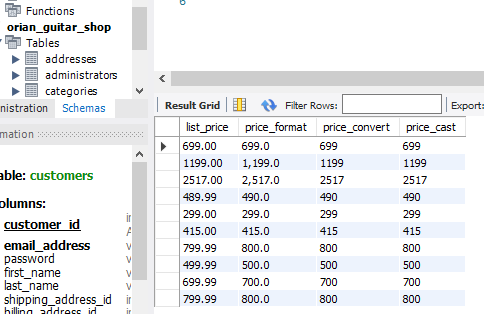 Functions
orian_guitar_shop
Tables
addresses
administrators
categories
ninistration Schemas
rmation
able: customers
olumns:
customer_id
email_address
password
first_name
last_name
shipping_address_id
billing_address_id
6
Result Grid Filter Rows: Export:
list_price price_format price_convert price_cast
699.00 699.0 699 699
1199.00 1,199.0 1199 1199
2517.00 2,517.0 2517 2517
489.99 490.0 490 490
299.00 299.0 299 299
415.00 415.0 415 415
799.99 800.0 800 800
499.99 500.0 500 500
699.99 700.0 700 700
799.99 800.0 800 800